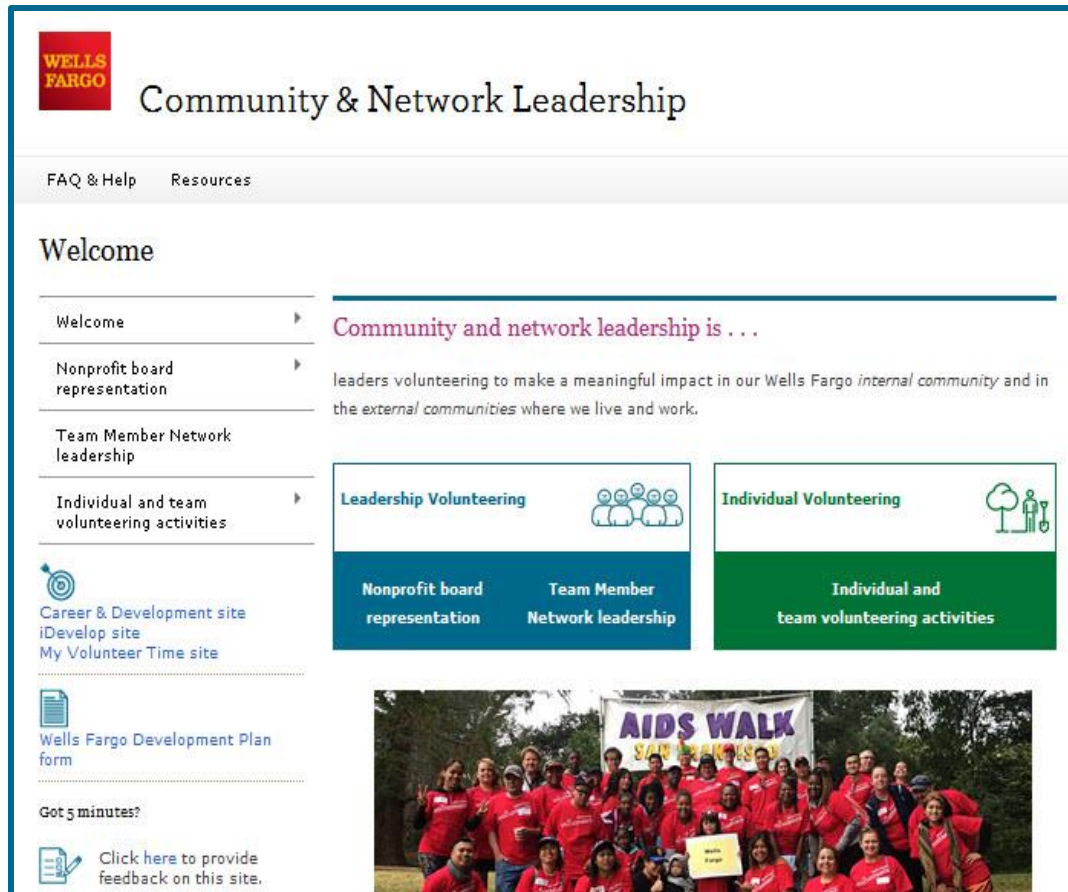 WELLS
FARGO
Community & Network Leadership
FAQ & Help
Resources
Welcome
Welcome
Nonprofit board
representation
Team Member Network
leadership
Individual and team
volunteering activities
Career & Development site
iDevelop site
My Volunteer Time site
Wells Fargo Development Plan
form
Got 5 minutes?
Click here to provide
feedback on this site.
Community and network leadership is . . .
leaders volunteering to make a meaningful impact in our Wells Fargo internal community and in
the external communities where we live and work.
Leadership Volunteering
Nonprofit board
representation
Team Member
Network leadership
Individual Volunteering
Individual and
team volunteering activities
AIDS WALK
SAN FRANCISCO
Wells
Fargo